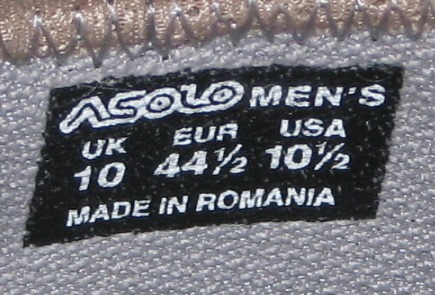 ASOLO MEN'S
UK EUR USA
10 44½ 10½
MADE IN ROMANIA